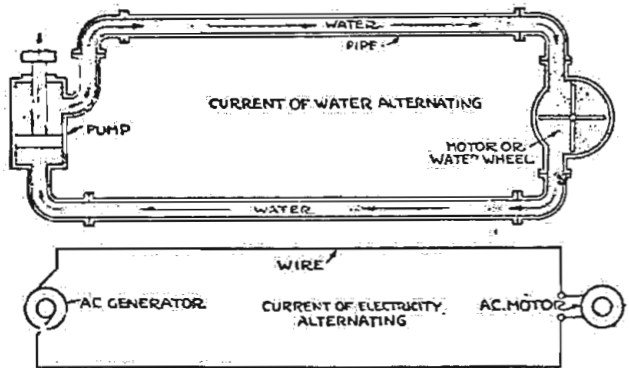 WATER
PIPE
CURRENT OF WATER ALTERNATING
PUMP
MOTOR OR
WATER WHEEL
WATER
WIRE
AC GENERATOR
CURRENT OF ELECTRICITY
ALTERNATING
A.C. MOTOR